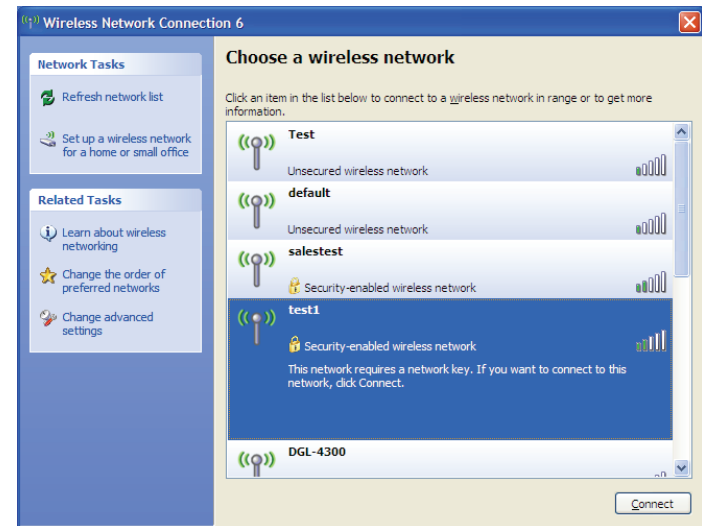 Wireless Network Connection 6
Network Tasks
Refresh network list
Set up a wireless network
for a home or small office
Related Tasks
Learn about wireless
networking
Change the order of
preferred networks
Change advanced
settings
Choose a wireless network
Click an item in the list below to connect to a wireless network in range or to get more
information.
Test
Unsecured wireless network
default
Unsecured wireless network
salestest
Security-enabled wireless network
test1
Security-enabled wireless network
This network requires a network key. If you want to connect to this
network, click Connect.
DGL-4300
Connect